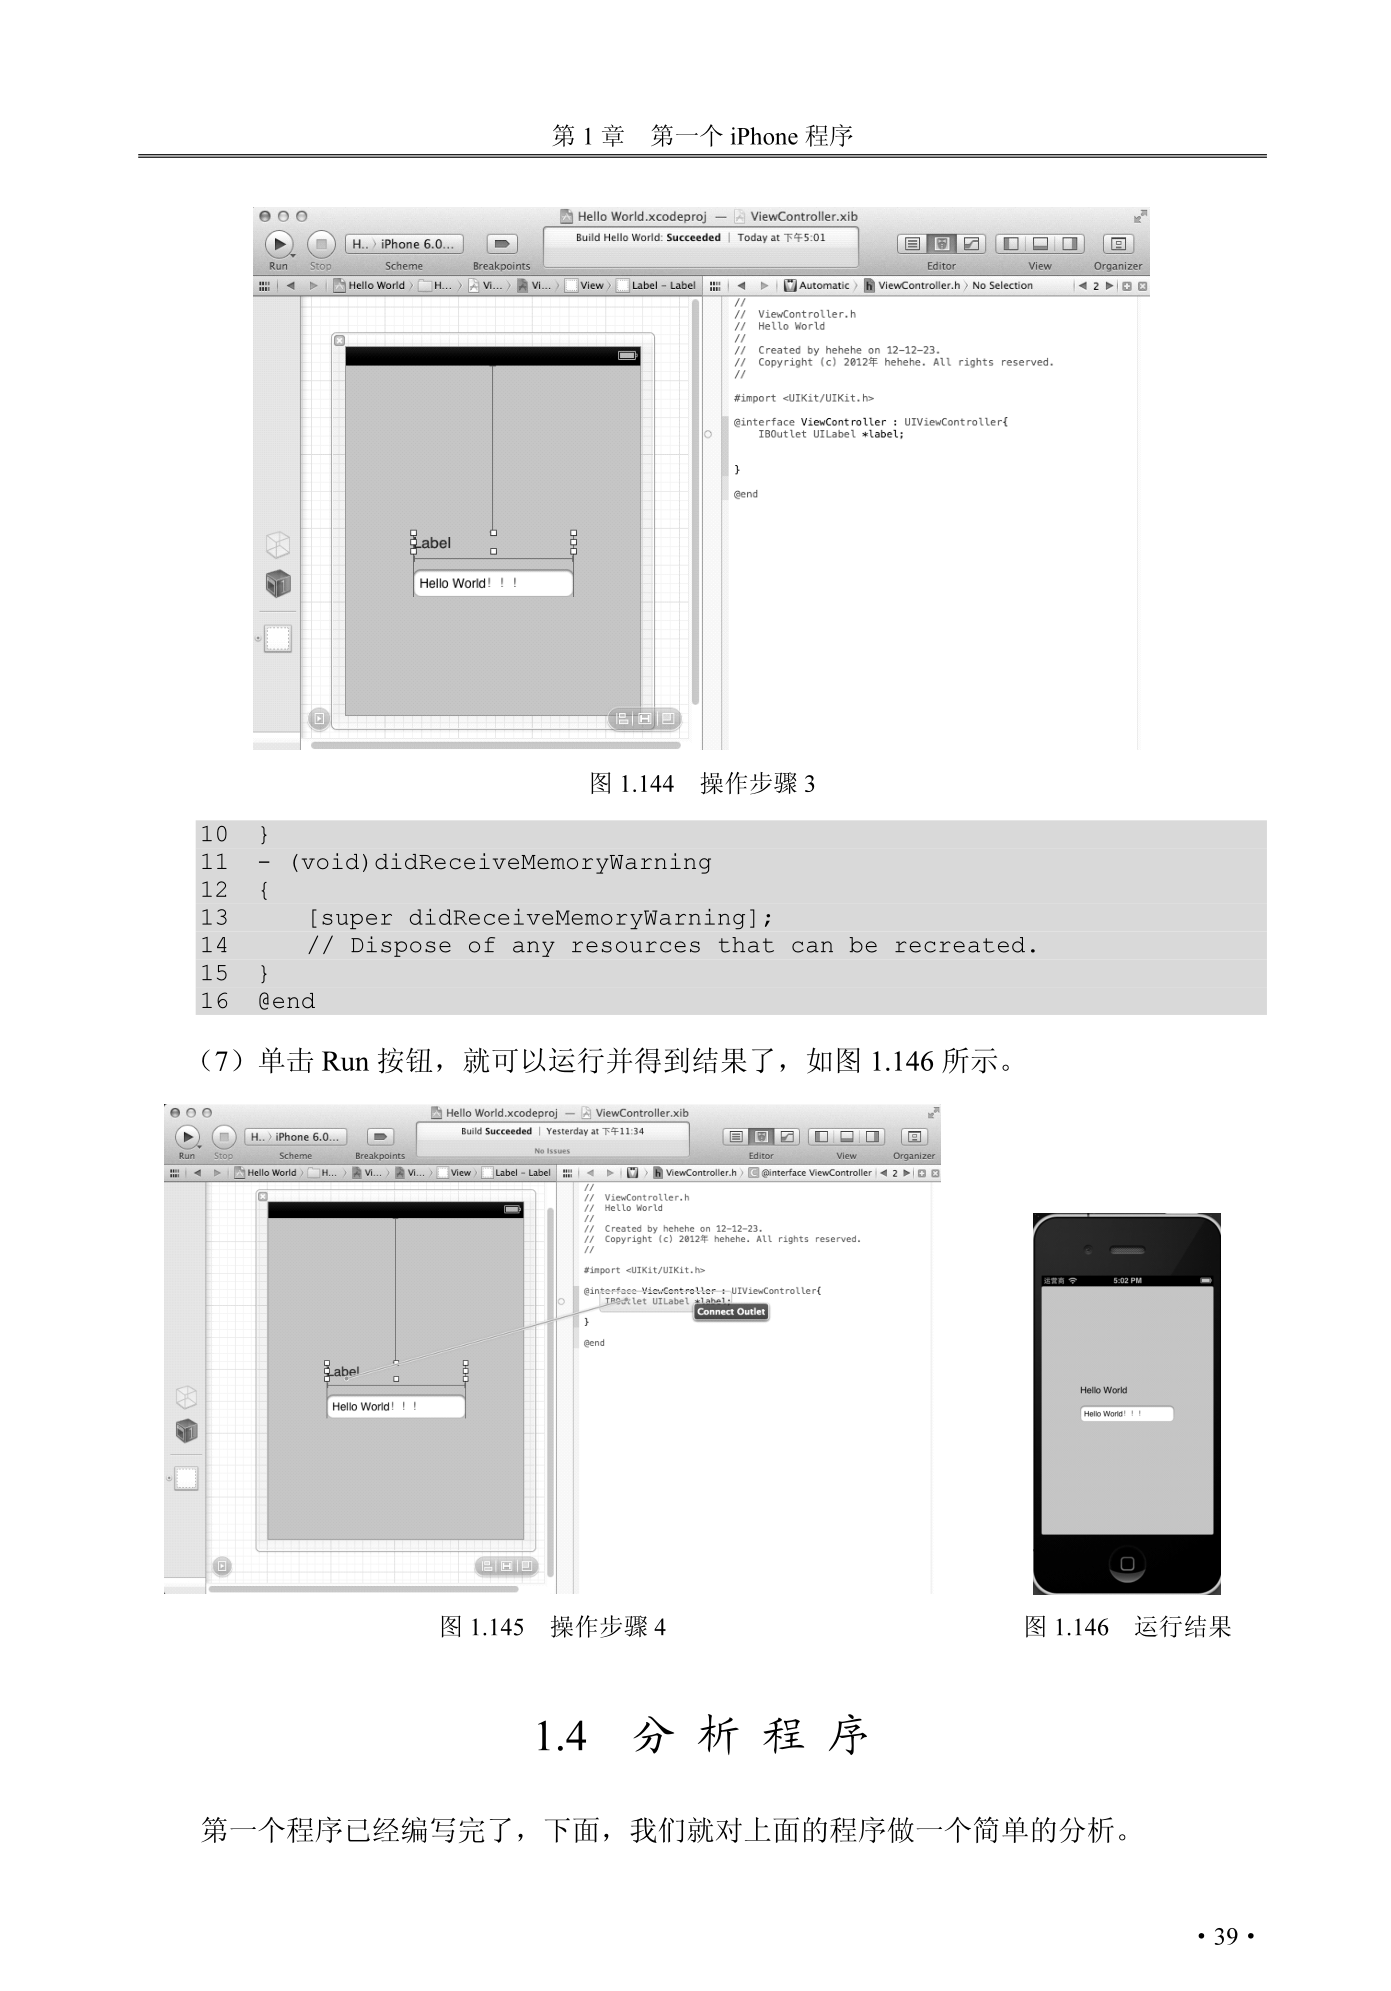 第 1 章　第一个 iPhone 程序
Hello World.xcodeproj — ViewController.xib
Build Hello World: Succeeded | Today at 下午5:01
H.. 〉iPhone 6.0...
Run Stop Scheme Breakpoints Editor View Organizer
Hello World 〉 H... 〉 Vi... 〉 Vi... 〉 View 〉 Label – Label
Automatic 〉 ViewController.h 〉 No Selection 2
//
// ViewController.h
// Hello World
//
// Created by hehehe on 12-12-23.
// Copyright (c) 2012年 hehehe. All rights reserved.
//
#import <UIKit/UIKit.h>
@interface ViewController : UIViewController{
IBOutlet UILabel *label;
}
@end
Label
Hello World！！！
图 1.144　操作步骤 3
10 }
11 - (void)didReceiveMemoryWarning
12 {
13 [super didReceiveMemoryWarning];
14 // Dispose of any resources that can be recreated.
15 }
16 @end
（7）单击 Run 按钮，就可以运行并得到结果了，如图 1.146 所示。
Hello World.xcodeproj — ViewController.xib
Build Succeeded | Yesterday at 下午11:34
No Issues
H.. 〉iPhone 6.0...
Run Stop Scheme Breakpoints Editor View Organizer
Hello World 〉 H... 〉 Vi... 〉 Vi... 〉 View 〉 Label – Label
ViewController.h 〉 @interface ViewController 2
//
// ViewController.h
// Hello World
//
// Created by hehehe on 12-12-23.
// Copyright (c) 2012年 hehehe. All rights reserved.
//
#import <UIKit/UIKit.h>
@interface ViewController : UIViewController{
IBOutlet UILabel *label;
Connect Outlet
}
@end
Label
Hello World！！！
运营商 5:02 PM
Hello World
Hello World！！！
图 1.145　操作步骤 4
图 1.146　运行结果
1.4　分 析 程 序
第一个程序已经编写完了，下面，我们就对上面的程序做一个简单的分析。
· 39 ·